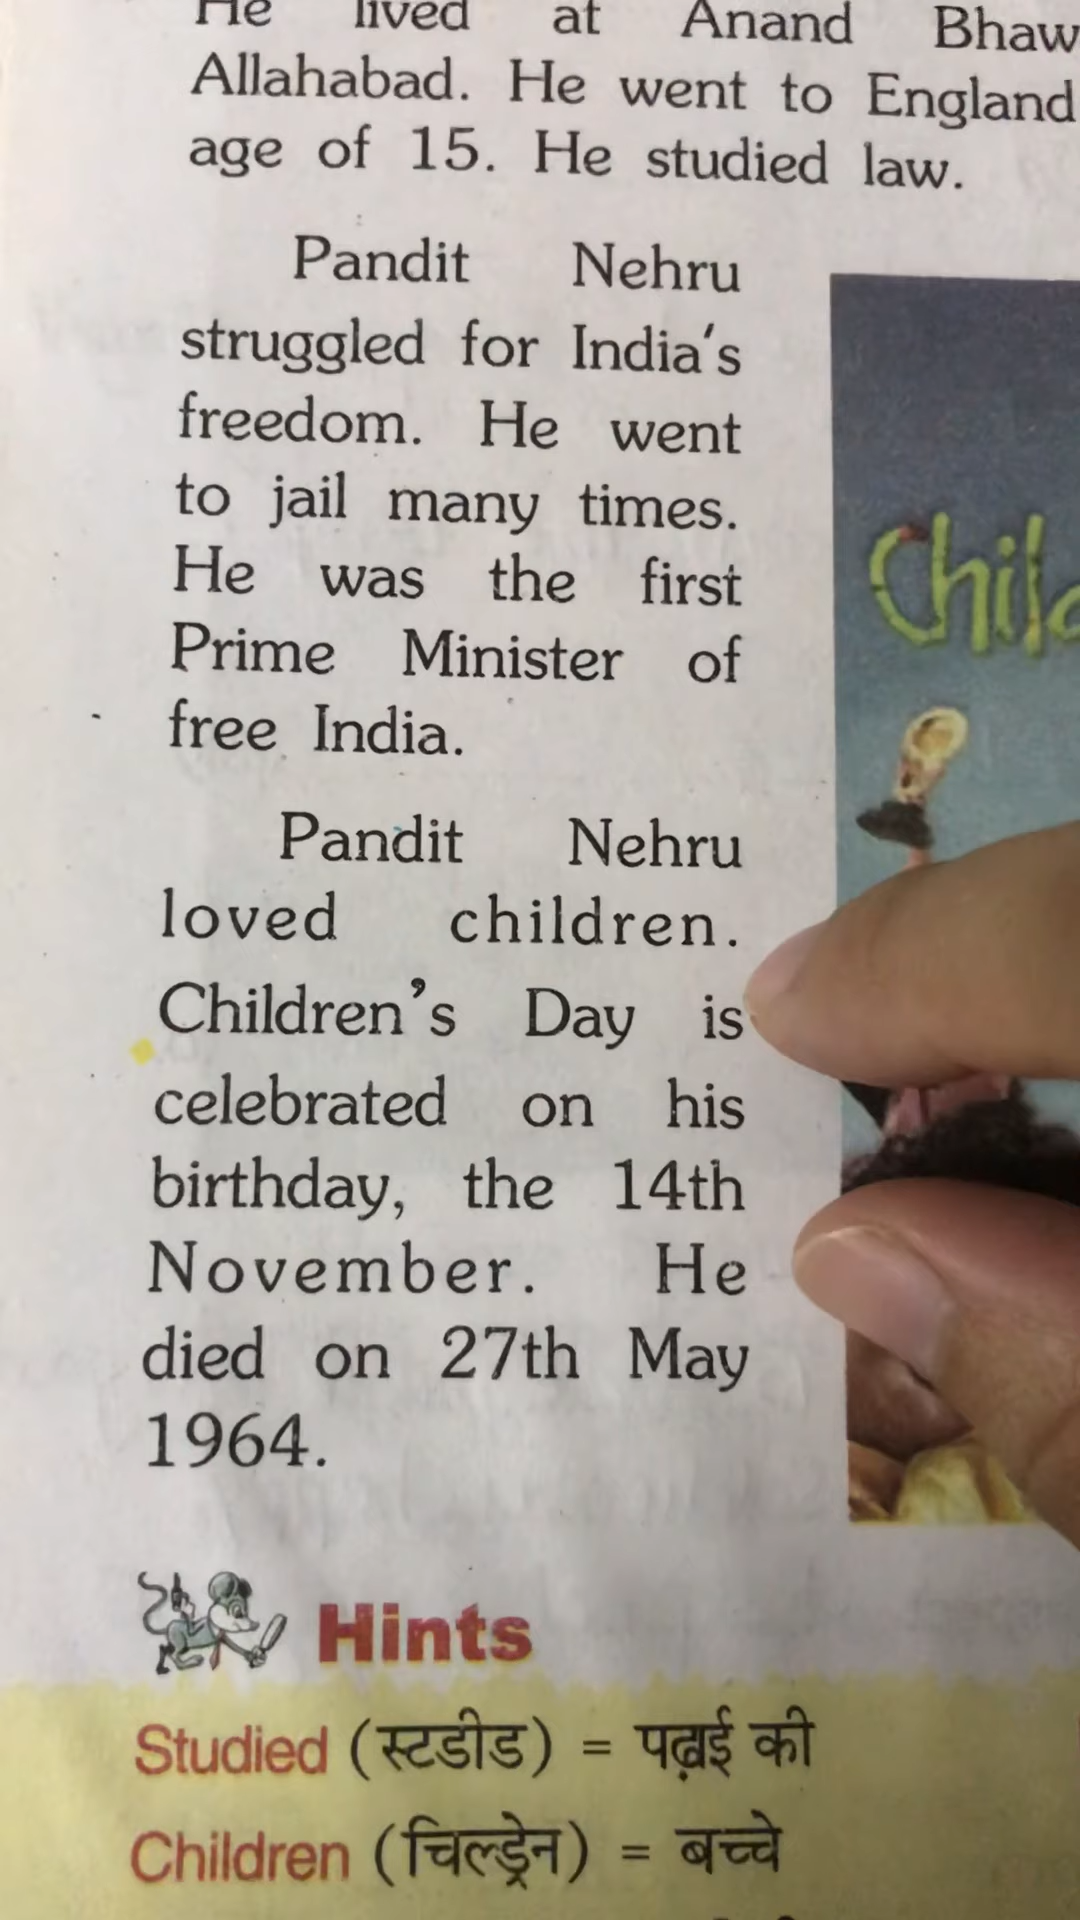 He lived at Anand Bhaw
Allahabad. He went to England
age of 15. He studied law.
Pandit Nehru
struggled for India's
freedom. He went
to jail many times.
He was the first
Prime Minister of
free India.
Pandit Nehru
loved children.
Children's Day is
celebrated on his
birthday, the 14th
November. He
died on 27th May
1964.
Chil
Hints
Studied (स्टडीड) = पढ़ई की
Children (चिल्ड्रेन) = बच्चे